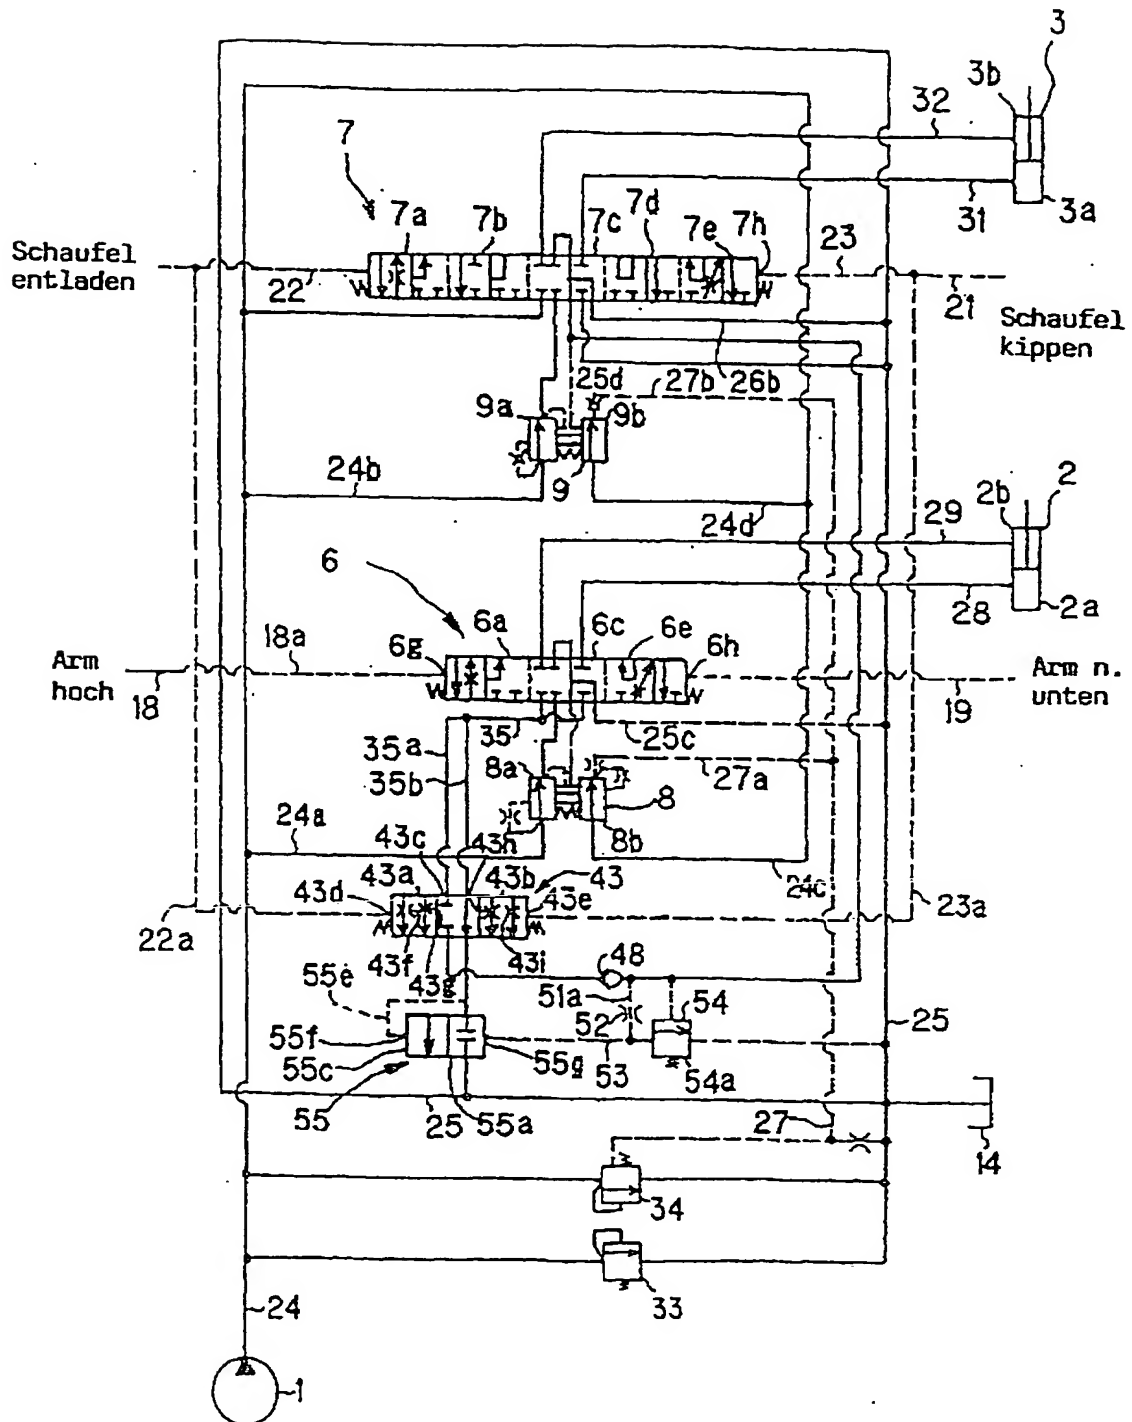 3
3b
32
7
7a
7b
7c
7d
7e
7h
23
31
3a
Schaufel
entladen
22
21
Schaufel
kippen
25d
27b
26b
9a
9b
24b
9
24d
2b
2
29
6
28
2a
18a
6g
6a
6c
6e
6h
Arm
hoch
18
19
Arm n.
unten
35
25c
35a
35b
8a
27a
8
24a
43c
43h
8b
24c
43a
43b
43
43d
43e
22a
23a
43f
43g
43i
48
55e
51a
54
52
25
55f
55c
55g
53
54a
55
25
55a
27
14
34
33
24
1